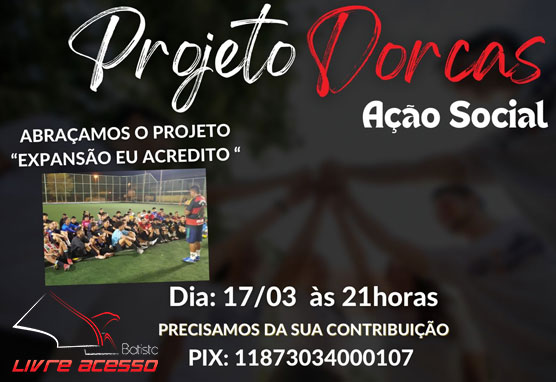 Projeto Dorcas
Ação Social
ABRAÇAMOS O PROJETO
“EXPANSÃO EU ACREDITO “
Dia: 17/03 às 21horas
PRECISAMOS DA SUA CONTRIBUIÇÃO
PIX: 11873034000107
Batista
LIVRE ACESSO